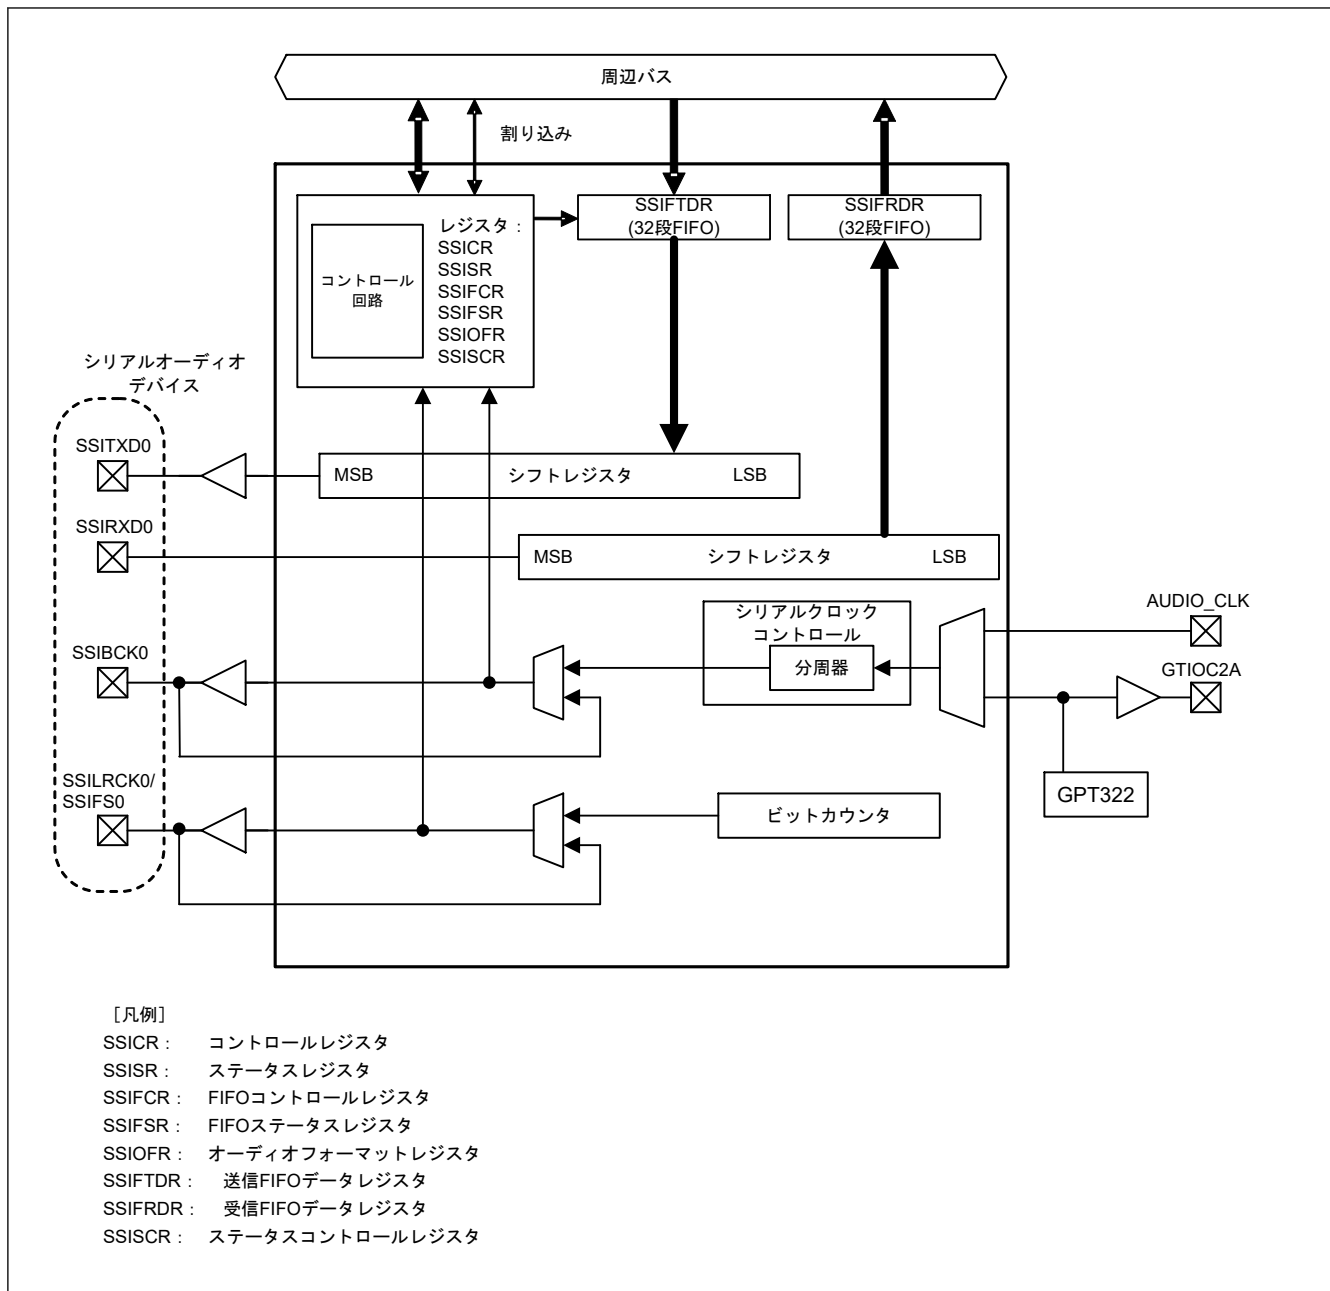 周辺バス
割り込み
SSIFTDR
(32段FIFO)
SSIFRDR
(32段FIFO)
レジスタ：
SSICR
SSISR
SSIFCR
SSIFSR
SSIOFR
SSISCR
コントロール
回路
シリアルオーディオ
デバイス
SSITXD0
MSB シフトレジスタ LSB
SSIRXD0
MSB シフトレジスタ LSB
シリアルクロック
コントロール
分周器
AUDIO_CLK
SSIBCK0
GTIOC2A
SSILRCK0/
SSIFS0
ビットカウンタ
GPT322
［凡例］
SSICR： コントロールレジスタ
SSISR： ステータスレジスタ
SSIFCR： FIFOコントロールレジスタ
SSIFSR： FIFOステータスレジスタ
SSIOFR： オーディオフォーマットレジスタ
SSIFTDR： 送信FIFOデータレジスタ
SSIFRDR： 受信FIFOデータレジスタ
SSISCR： ステータスコントロールレジスタ